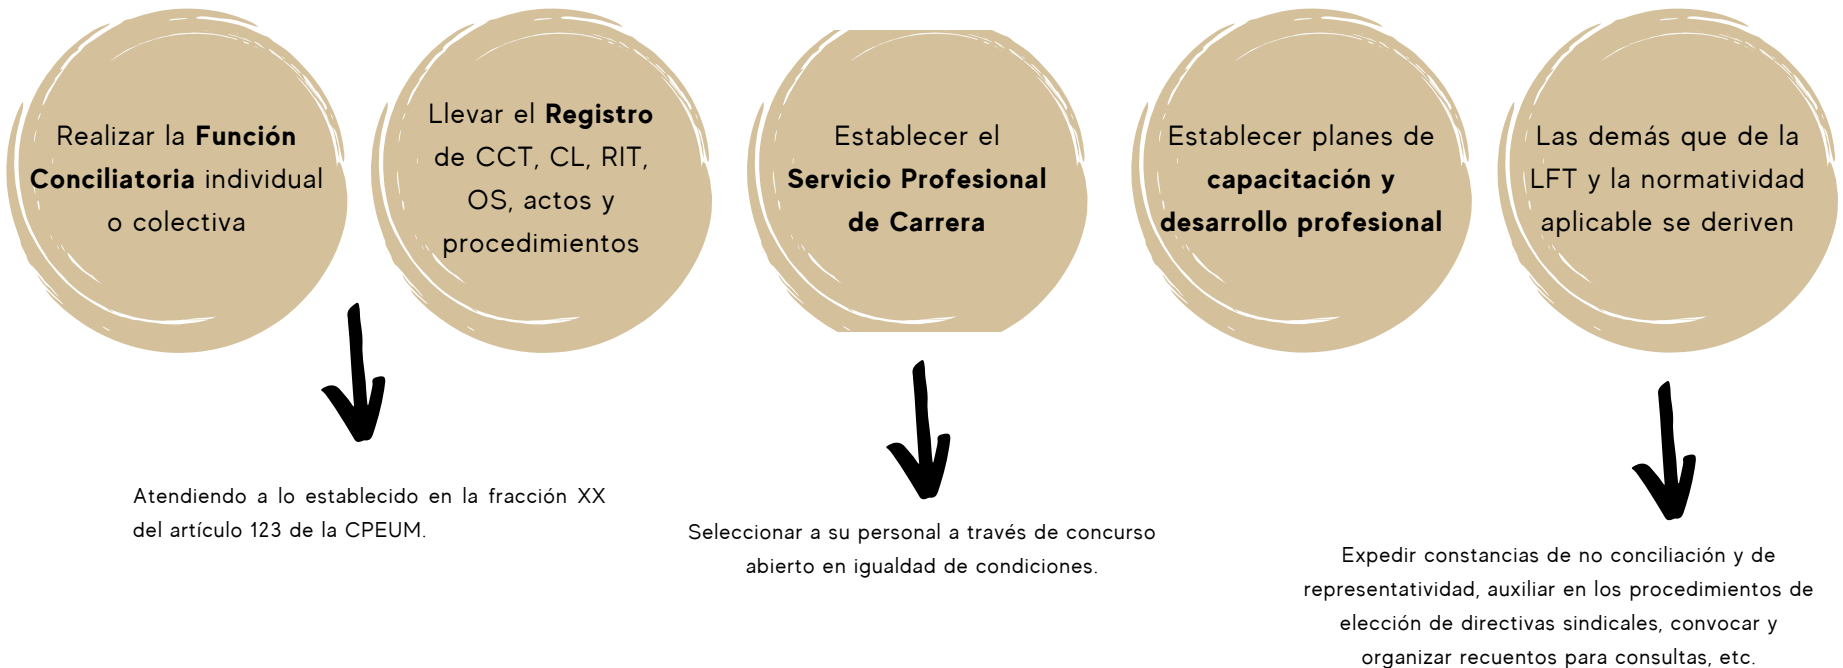 Realizar la Función
Conciliatoria individual
o colectiva
Llevar el Registro
de CCT, CL, RIT,
OS, actos y
procedimientos
Establecer el
Servicio Profesional
de Carrera
Establecer planes de
capacitación y
desarrollo profesional
Las demás que de la
LFT y la normatividad
aplicable se deriven
Atendiendo a lo establecido en la fracción XX
del artículo 123 de la CPEUM.
Seleccionar a su personal a través de concurso
abierto en igualdad de condiciones.
Expedir constancias de no conciliación y de
representatividad, auxiliar en los procedimientos de
elección de directivas sindicales, convocar y
organizar recuentos para consultas, etc.